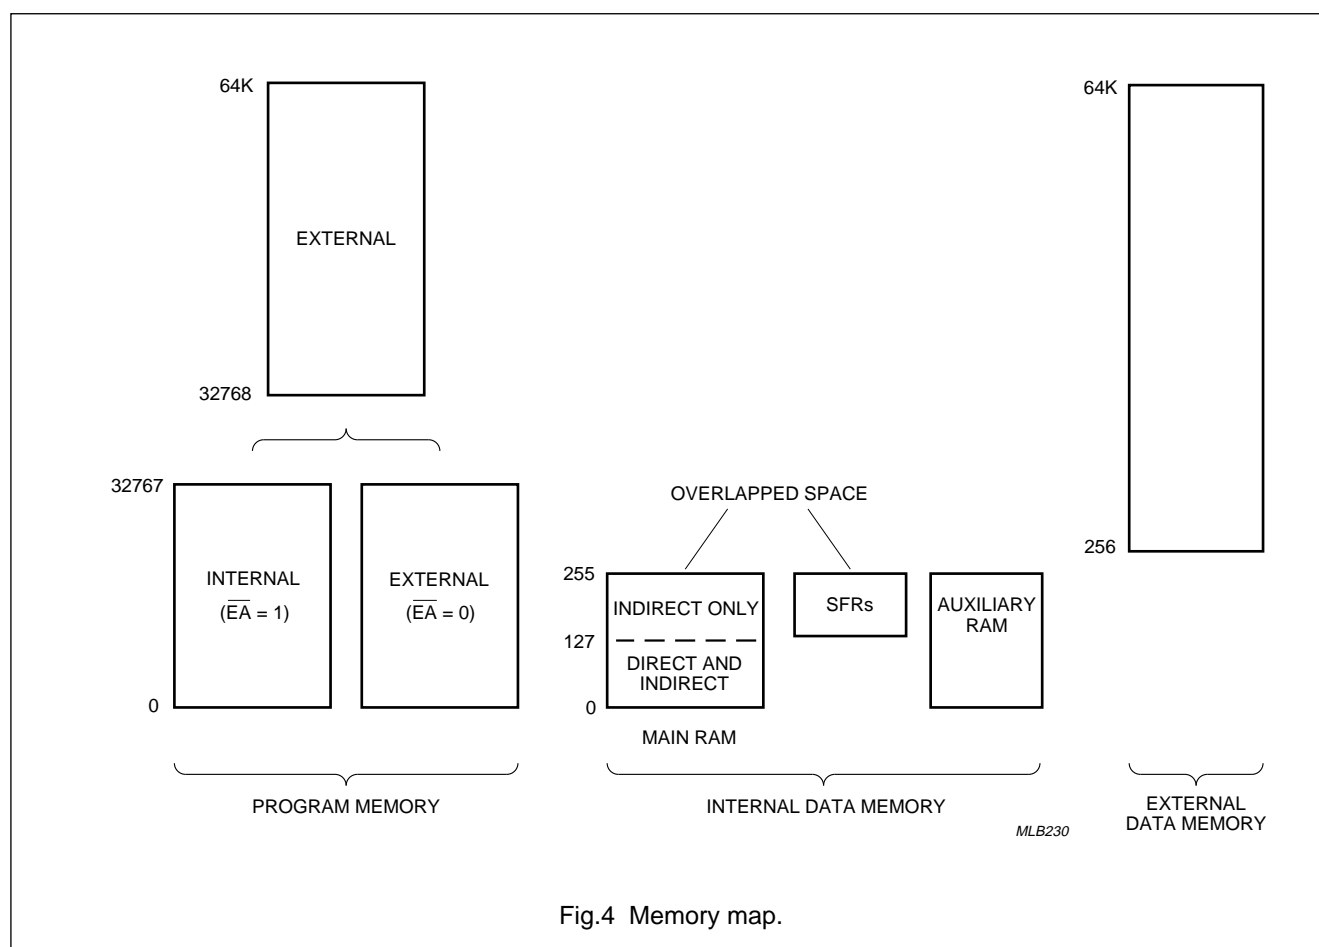 64K
EXTERNAL
32768
32767
INTERNAL
(E̅A̅ = 1)
0
EXTERNAL
(E̅A̅ = 0)
PROGRAM MEMORY
OVERLAPPED SPACE
255
INDIRECT ONLY
127
DIRECT AND
INDIRECT
0
MAIN RAM
SFRs
AUXILIARY
RAM
INTERNAL DATA MEMORY
64K
256
EXTERNAL
DATA MEMORY
MLB230
Fig.4 Memory map.